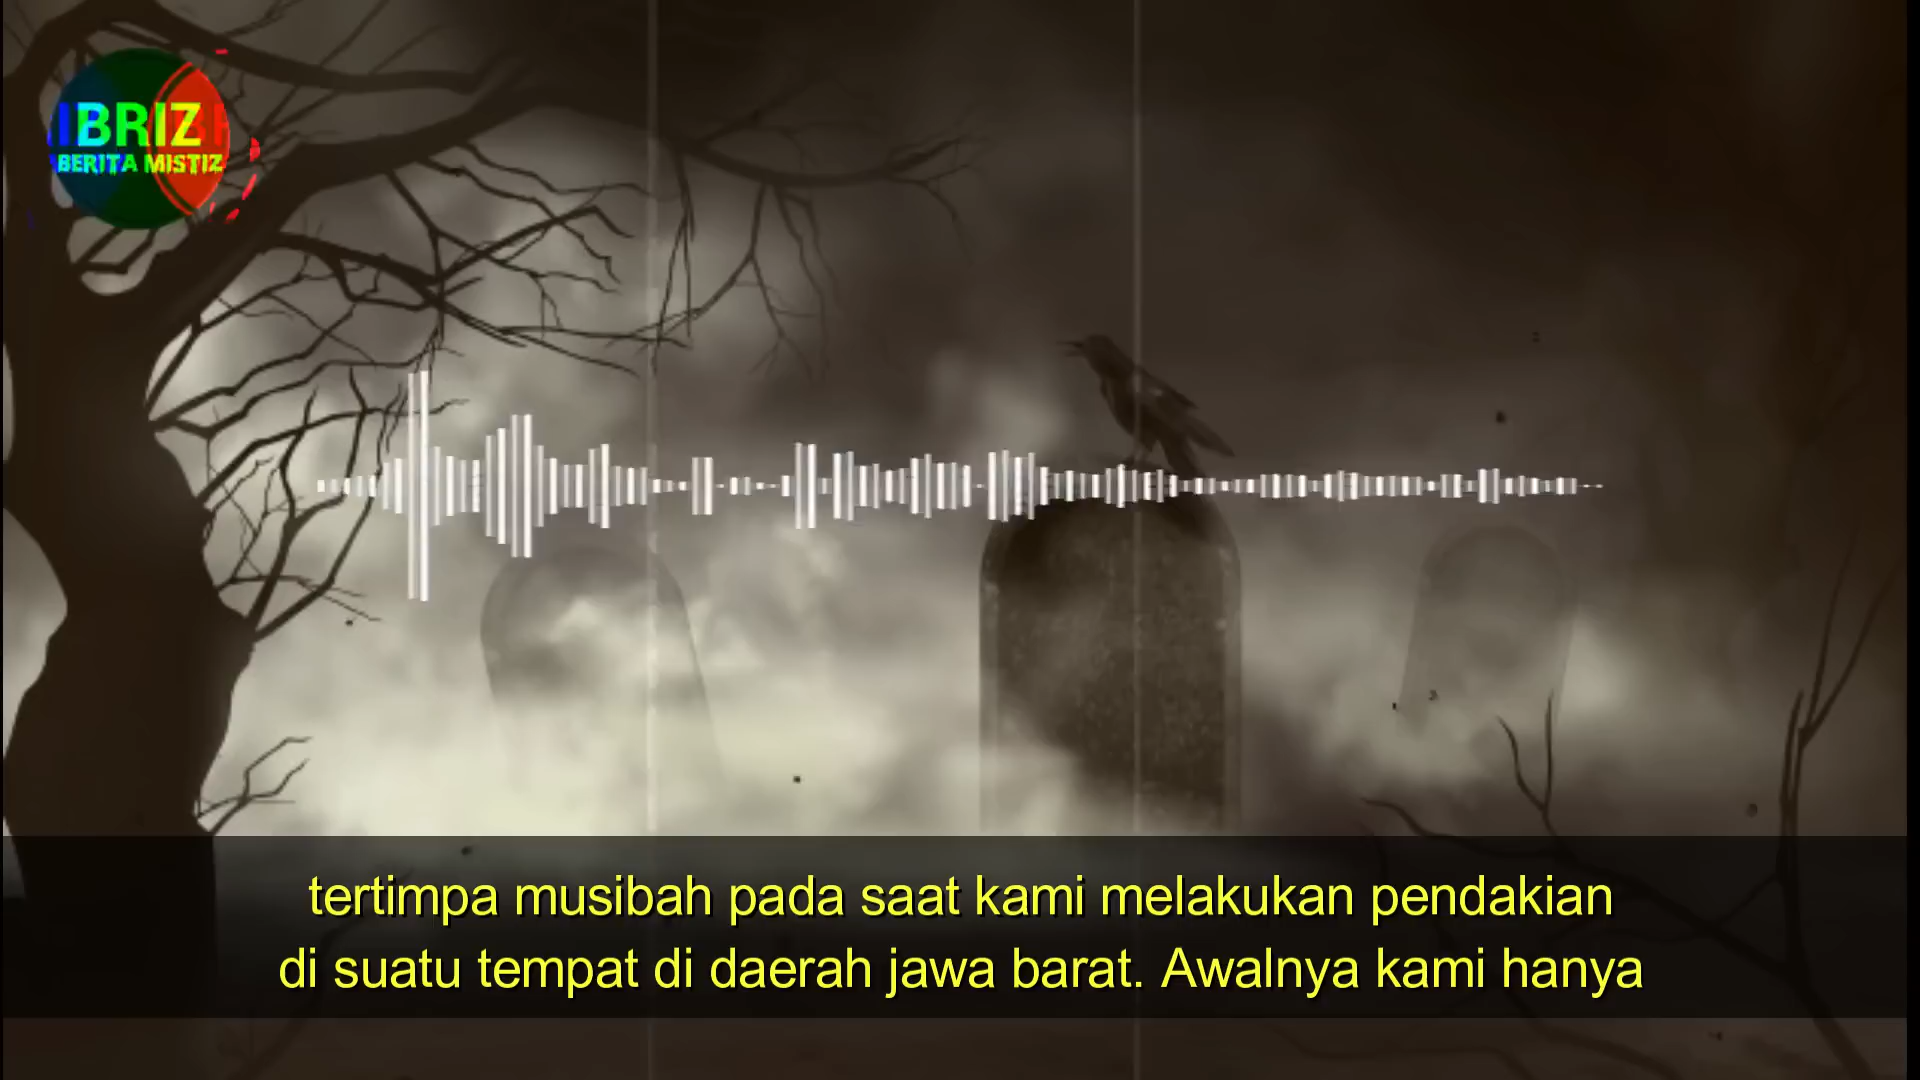 IBRIZ
BERITA MISTIZ
tertimpa musibah pada saat kami melakukan pendakian
di suatu tempat di daerah jawa barat. Awalnya kami hanya